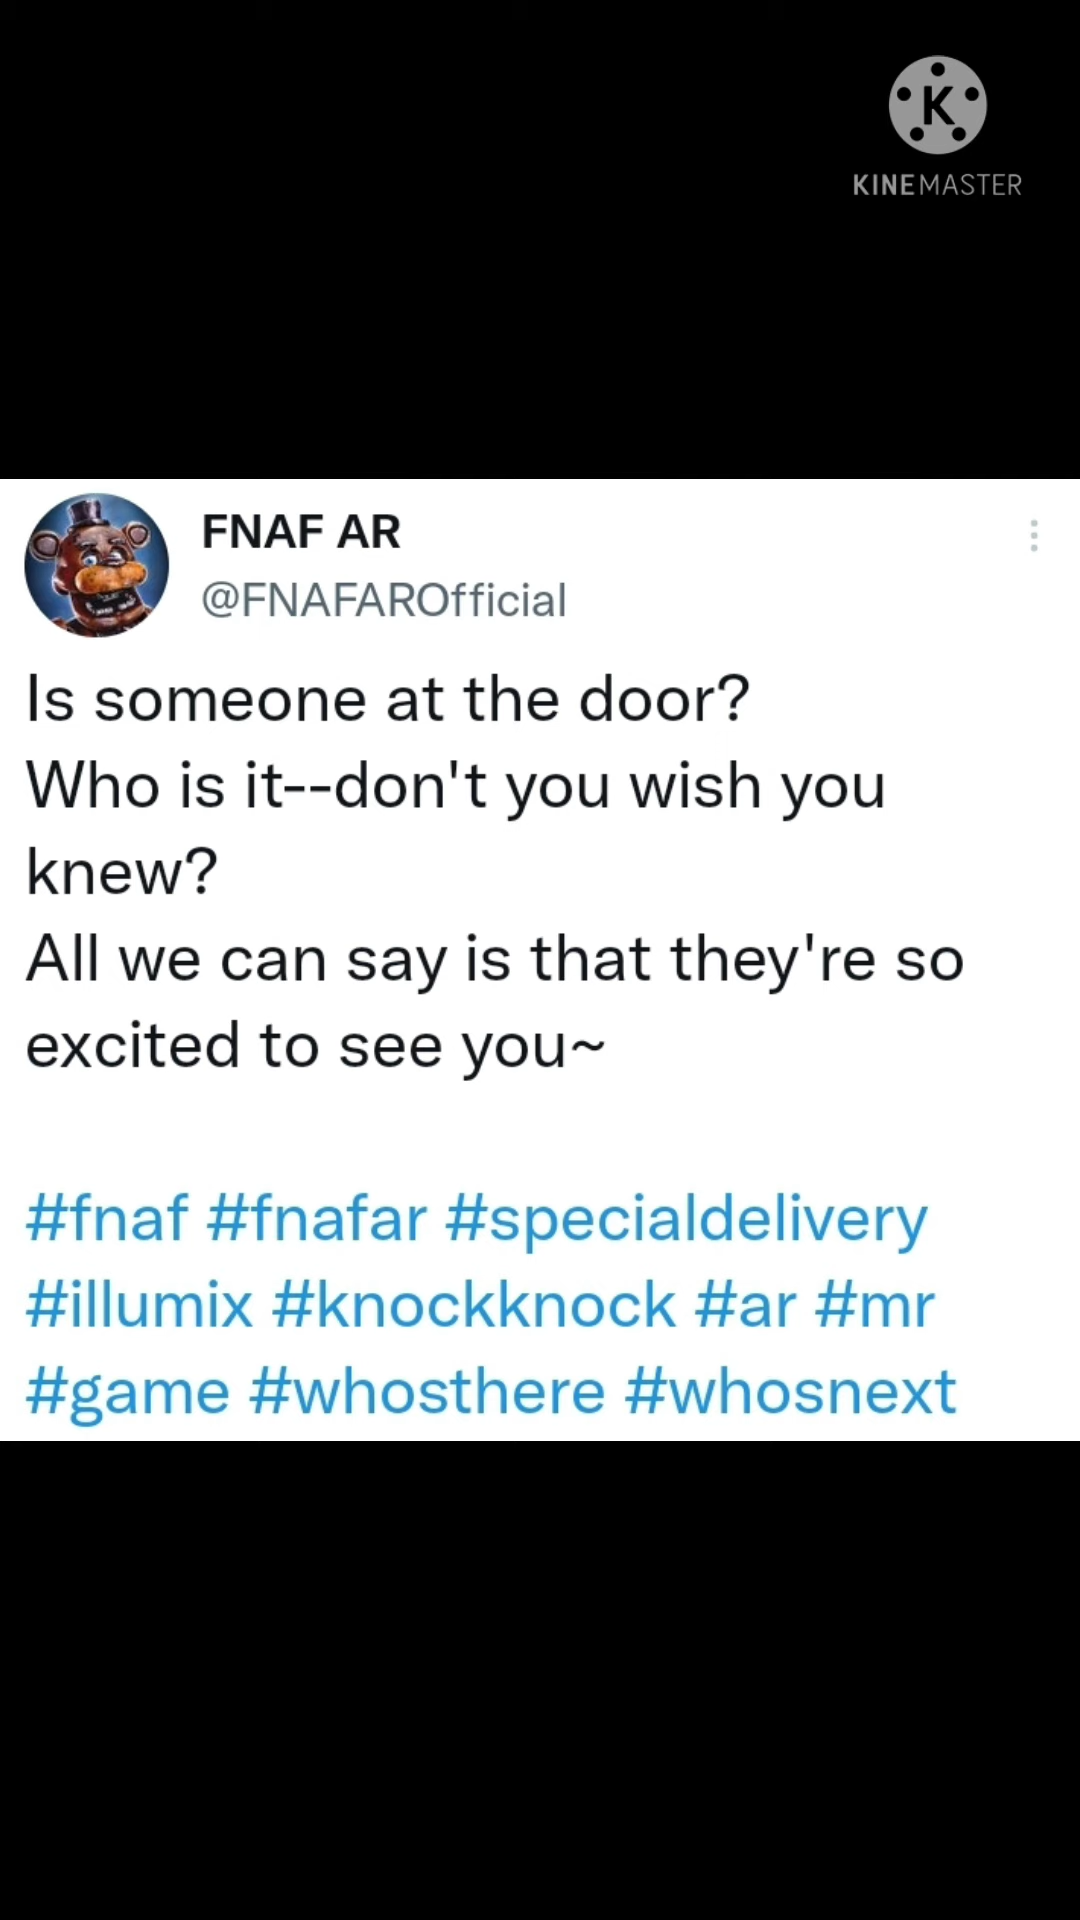 K
KINEMASTER
FNAF AR
@FNAFAROfficial
Is someone at the door?
Who is it--don't you wish you
knew?
All we can say is that they're so
excited to see you~
#fnaf #fnafar #specialdelivery
#illumix #knockknock #ar #mr
#game #whosthere #whosnext